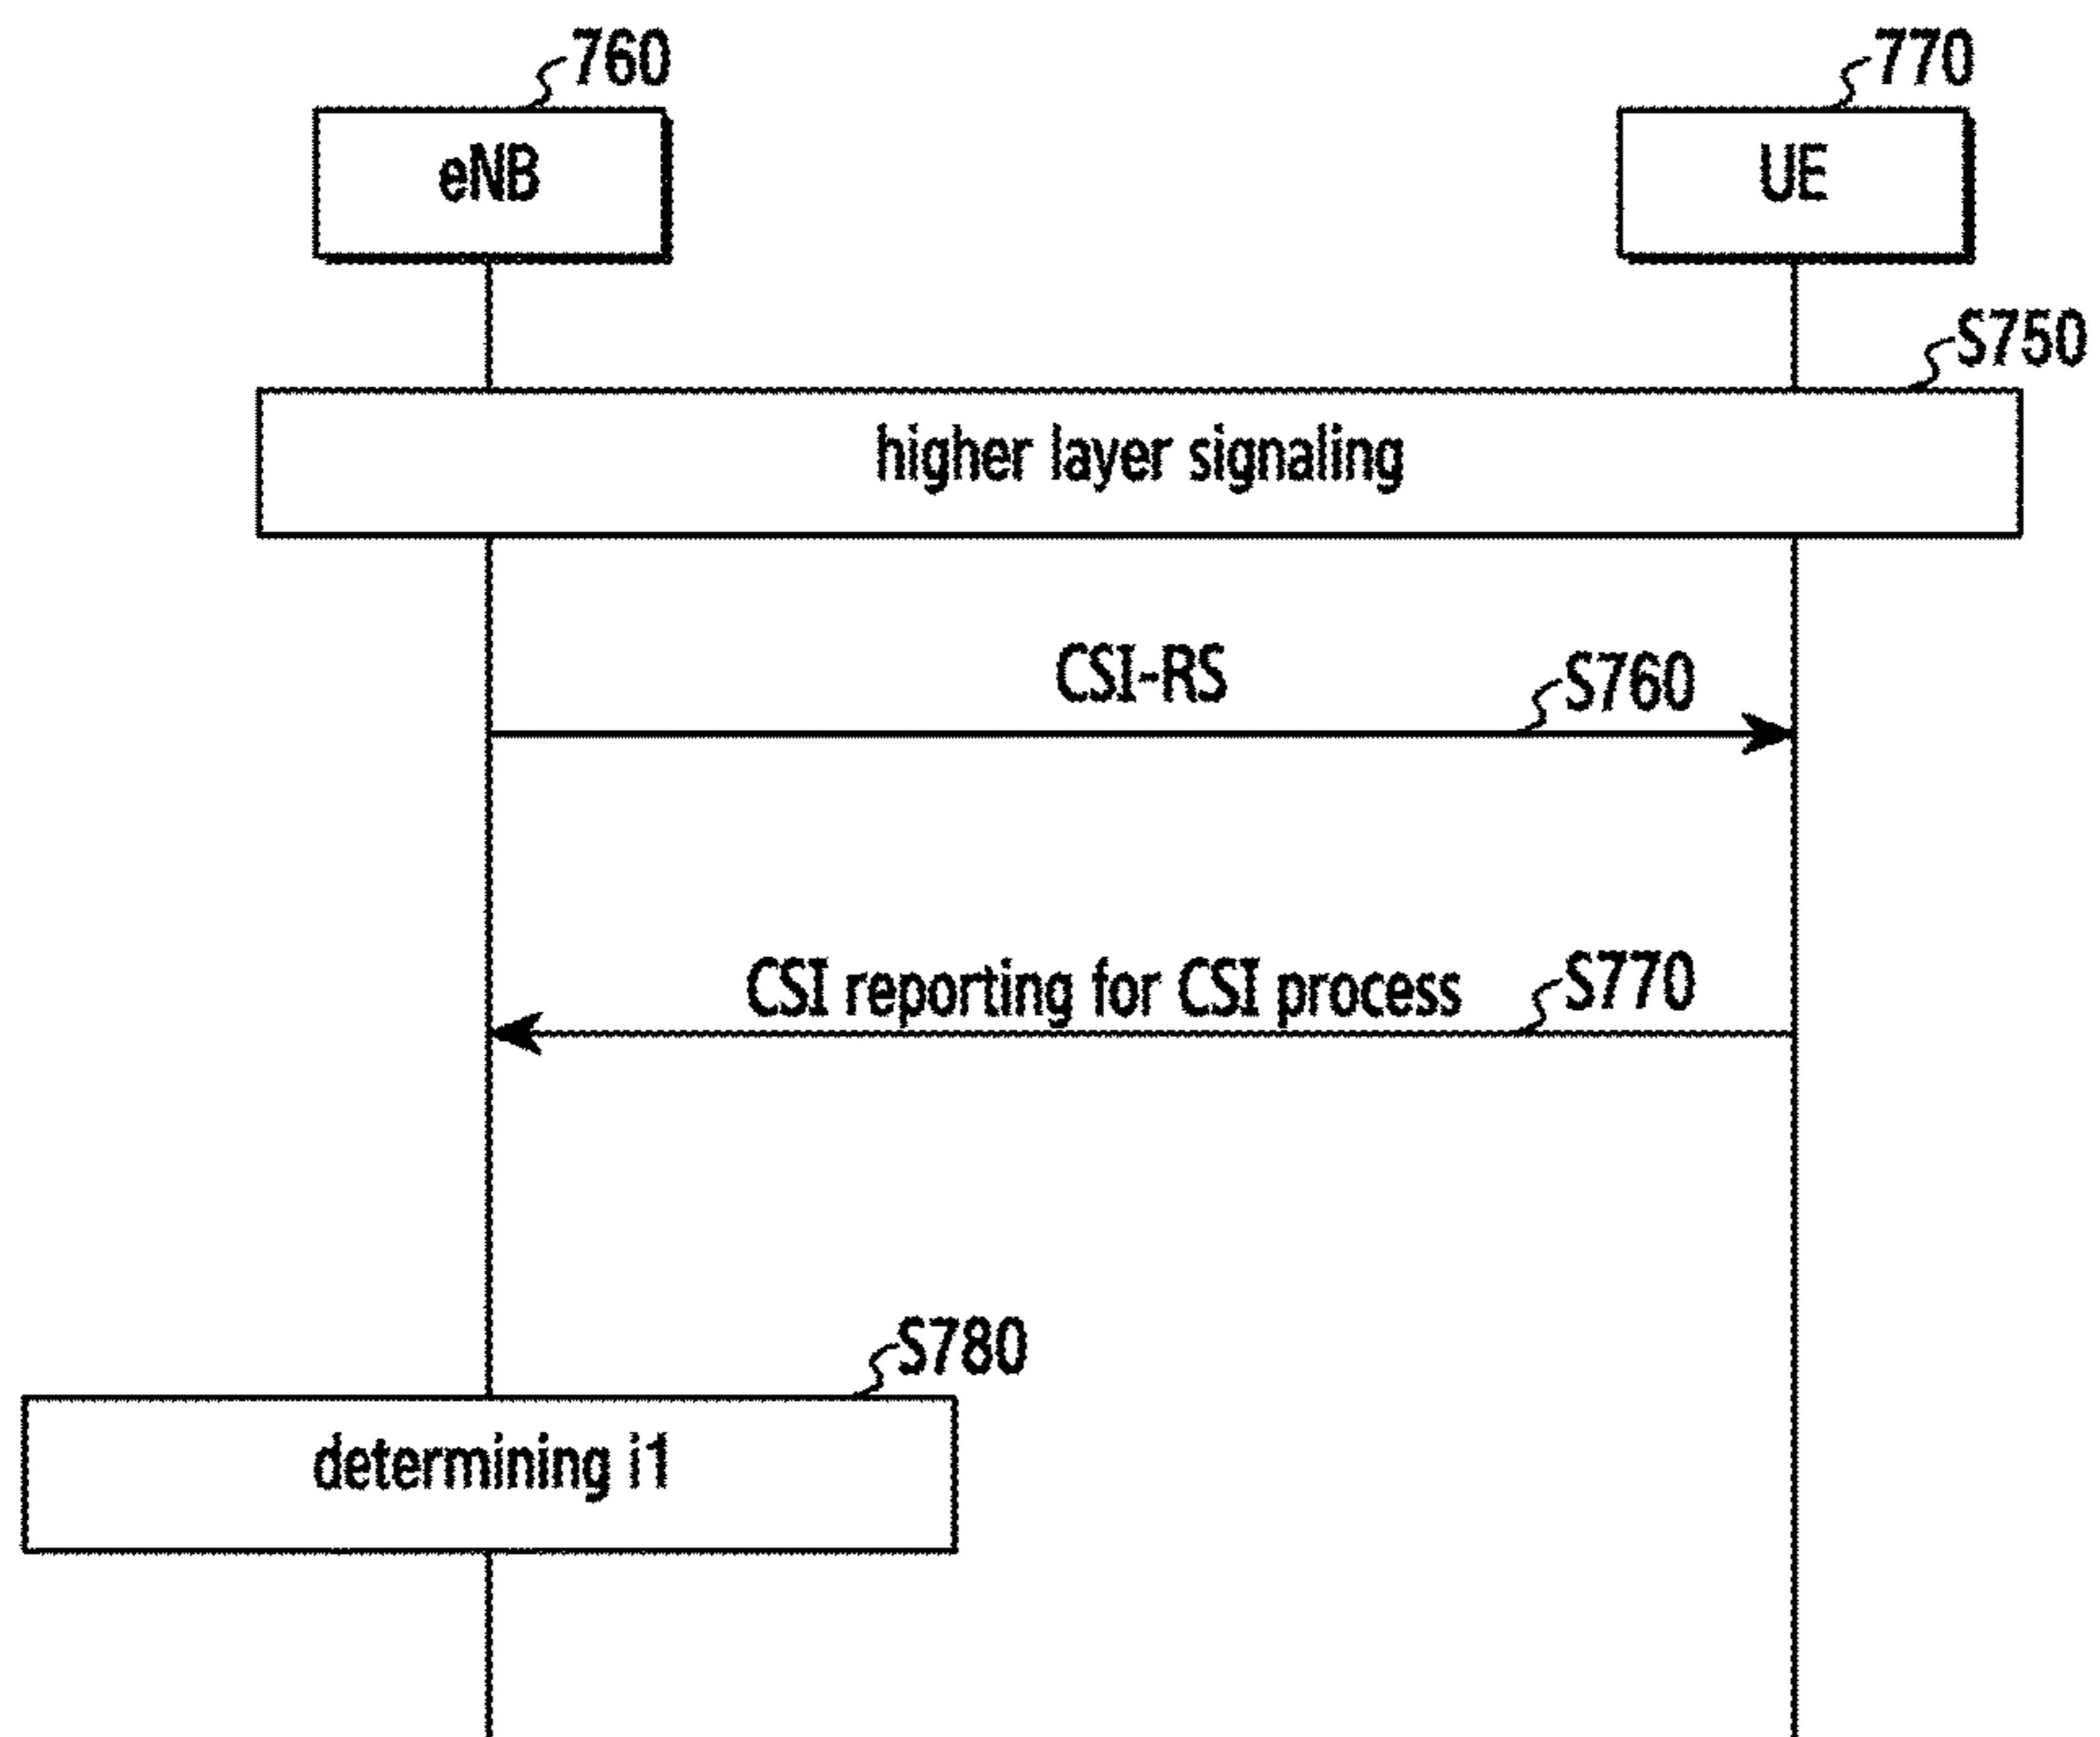 760
770
eNB
UE
S750
higher layer signaling
CSI-RS
S760
CSI reporting for CSI process
S770
S780
determining i1